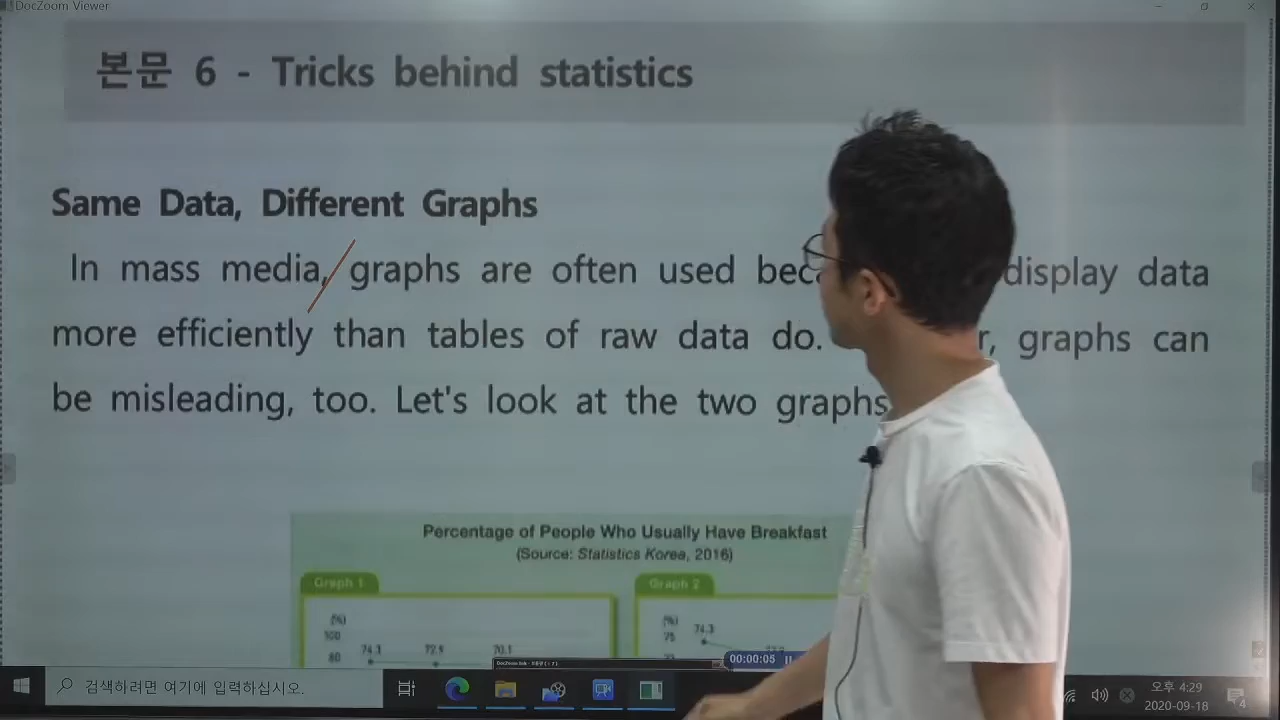 DocZoom Viewer
본문 6 - Tricks behind statistics
Same Data, Different Graphs
In mass media, graphs are often used display data
more efficiently than tables of raw data do. graphs can
be misleading, too. Let's look at the two graphs
Percentage of People Who Usually Have Breakfast
(Source: Statistics Korea, 2016)
Graph 1 Graph 2
(%) (%)
100 75 74.3
80 74.3 72.9 70.1
00:00:05
검색하려면 여기에 입력하십시오.
오후 4:29
2020-09-18
4